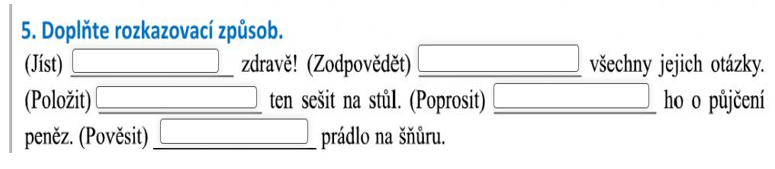 5. Doplňte rozkazovací způsob.
(Jíst) zdravě! (Zodpovědět) všechny jejich otázky.
(Položit) ten sešit na stůl. (Poprosit) ho o půjčení
peněz. (Pověsit) prádlo na šňůru.